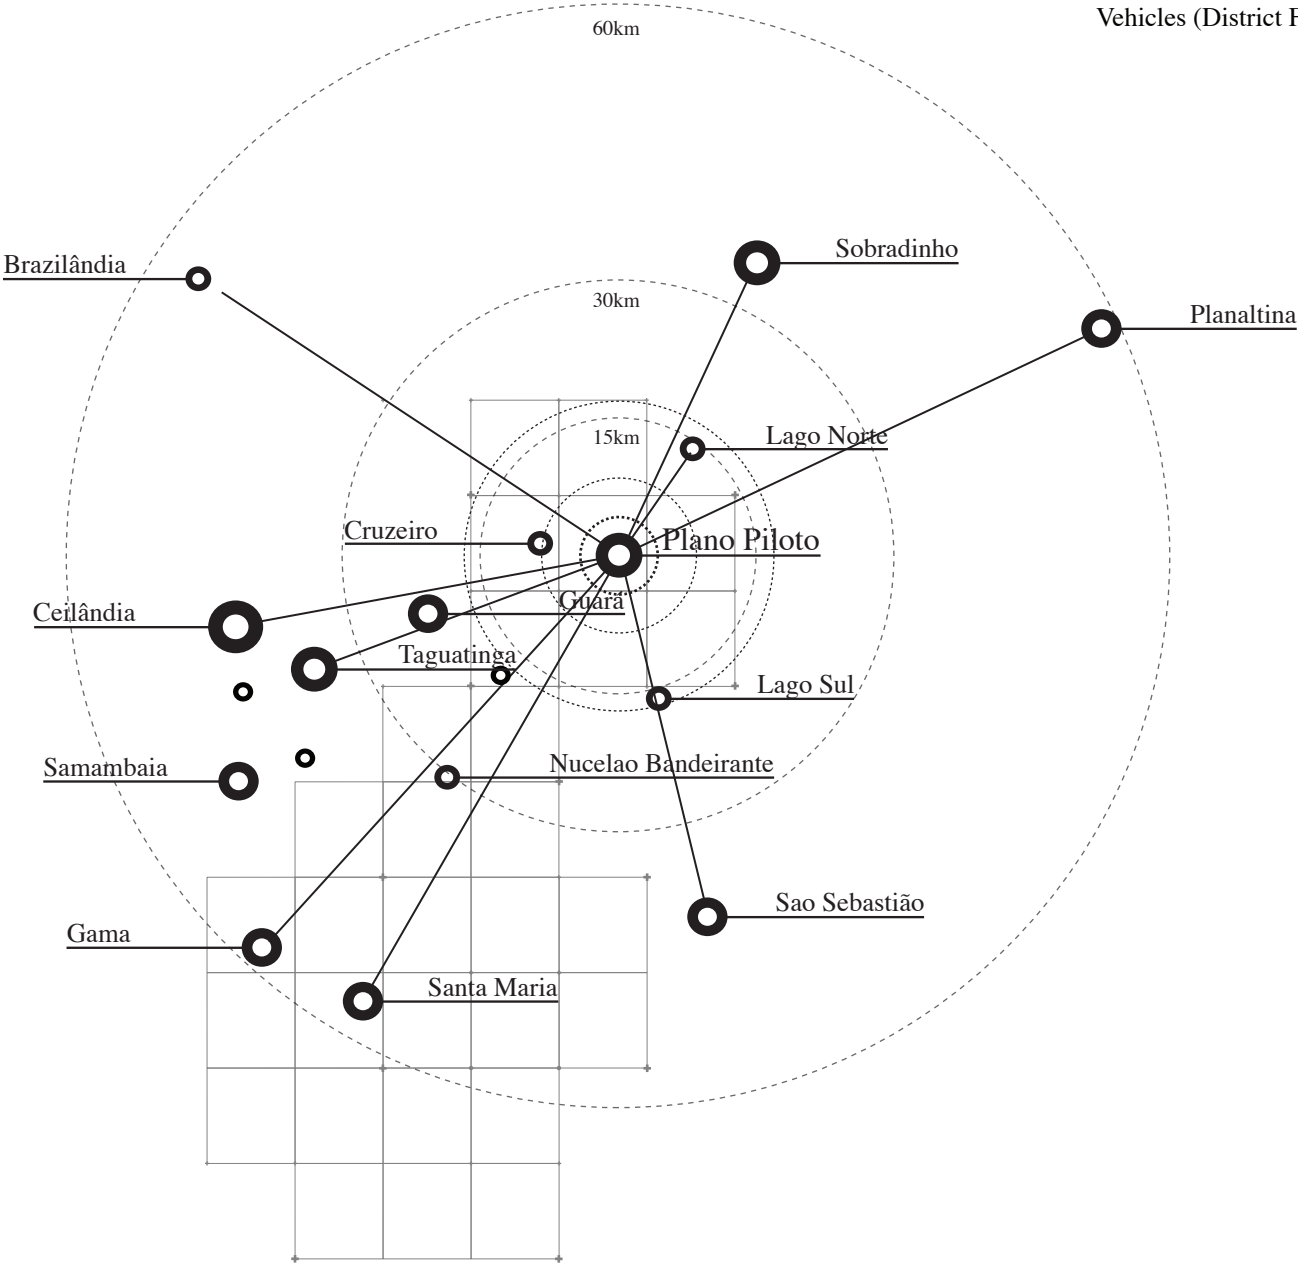 Vehicles (District
60km
Sobradinho
Brazilândia
30km
Planaltina
Lago Norte
15km
Cruzeiro
Plano Piloto
Guará
Ceilândia
Taguatinga
Lago Sul
Nucelao Bandeirante
Samambaia
Sao Sebastião
Gama
Santa Maria